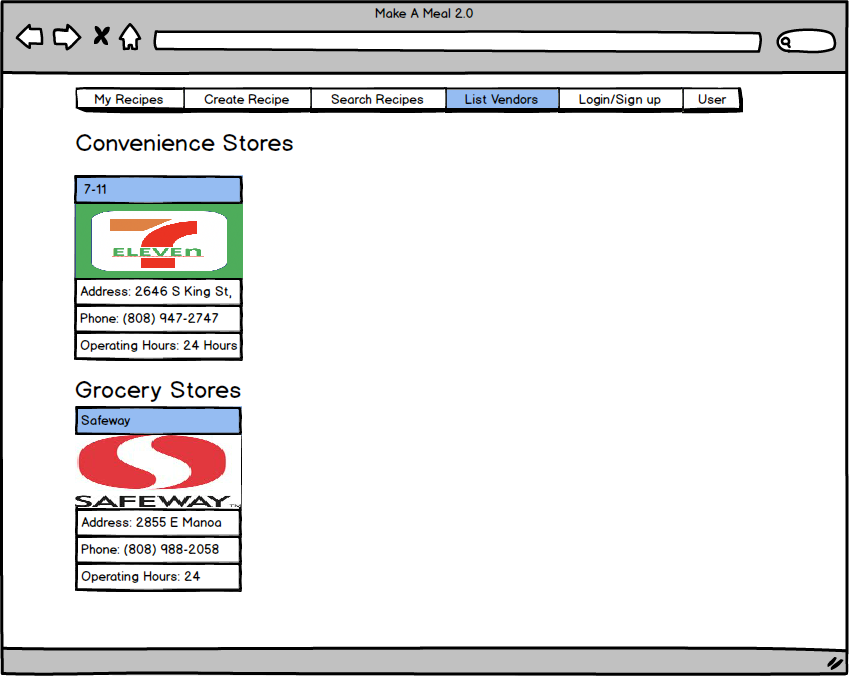 Make A Meal 2.0
My Recipes Create Recipe Search Recipes List Vendors Login/Sign up User
Convenience Stores
7-11
7
ELEVEn
Address: 2646 S King St,
Phone: (808) 947-2747
Operating Hours: 24 Hours
Grocery Stores
Safeway
S
SAFEWAY TM
Address: 2855 E Manoa
Phone: (808) 988-2058
Operating Hours: 24